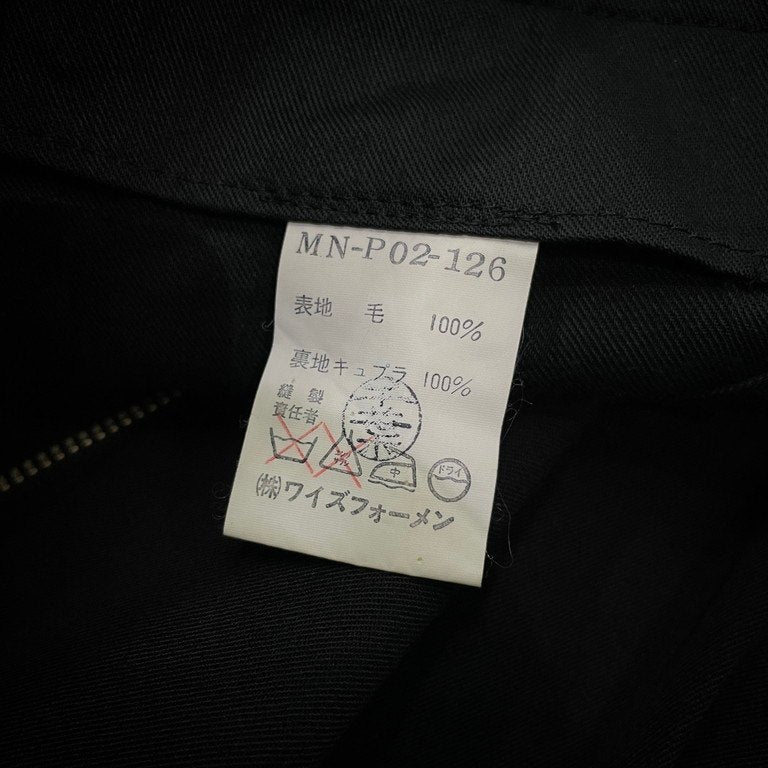 MN-P02-126
表地 毛 100%
裏地キュプラ 100%
縫製
責任者
中
ドライ
(株)ワイズフォーメン